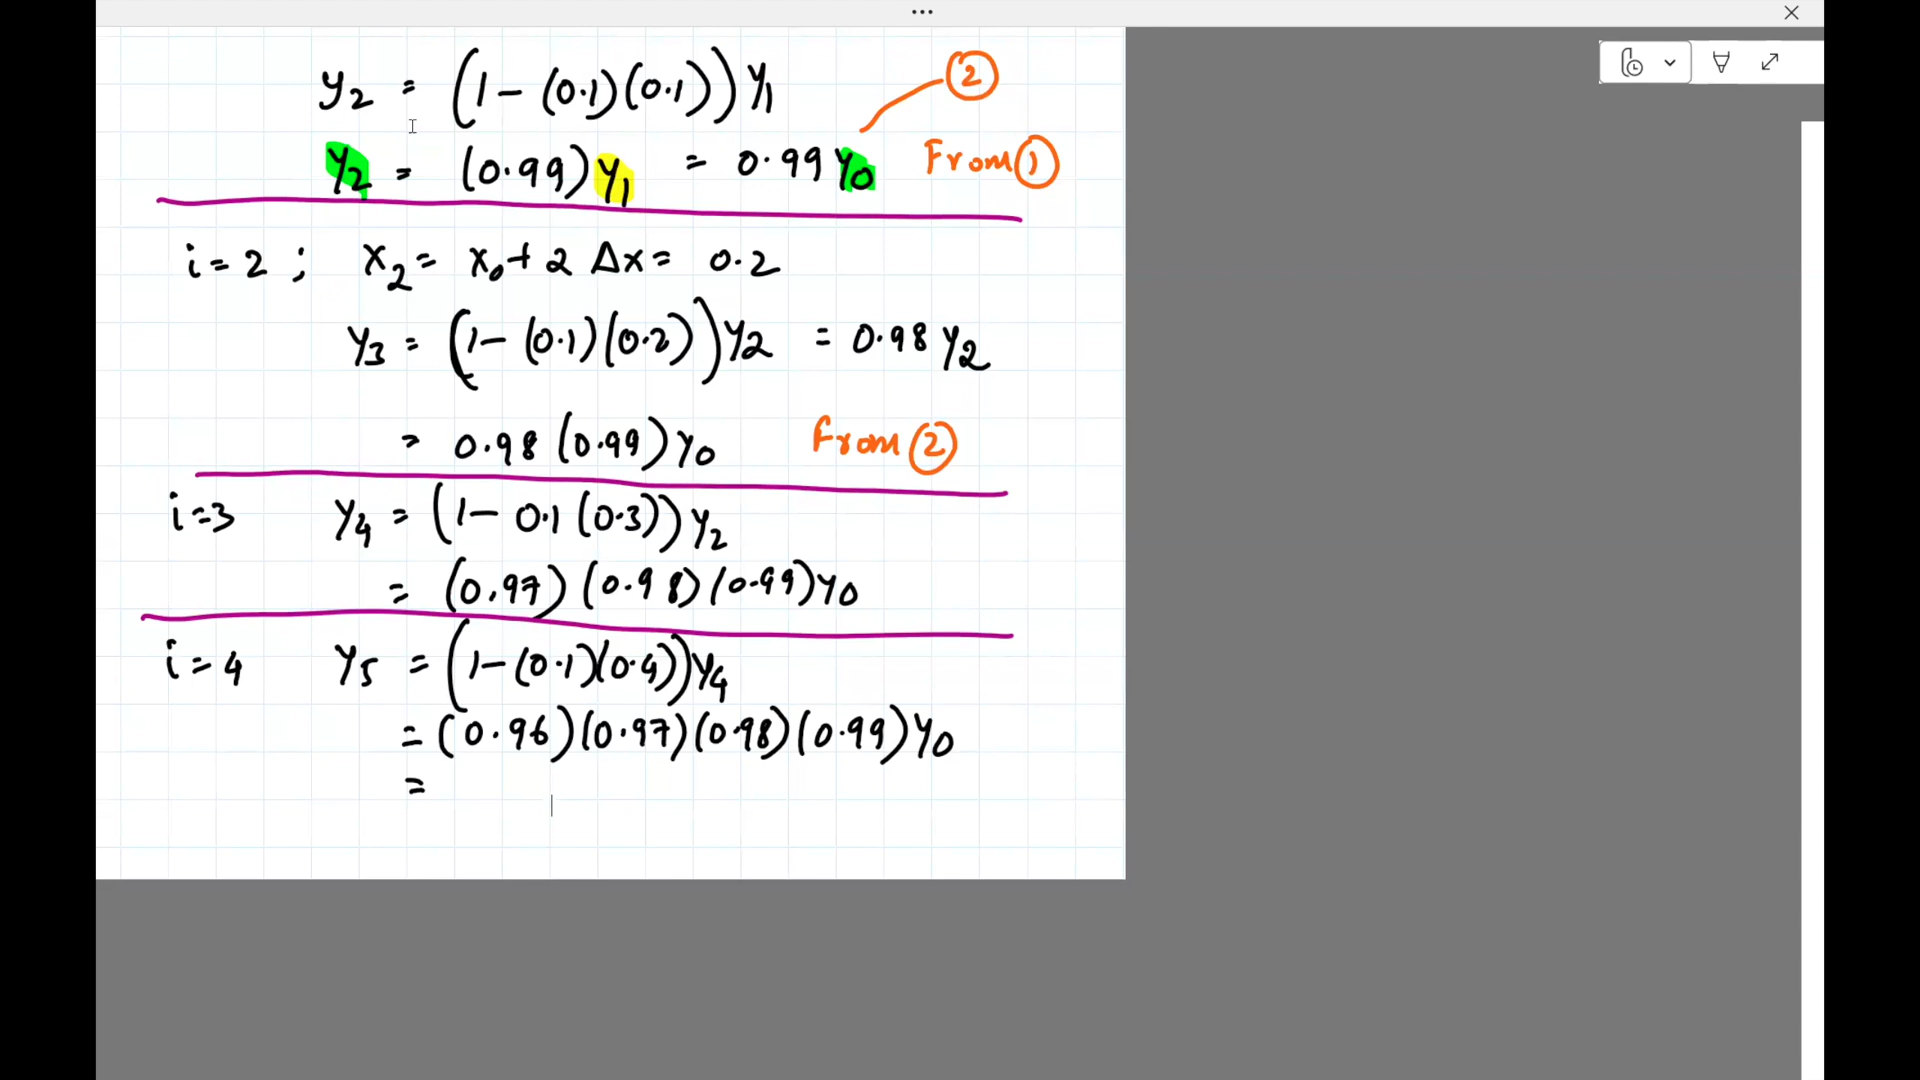 y2 = (1 - (0.1)(0.1)) y1
y2 = (0.99) y1 = 0.99 y0 From ① ②
i = 2 ; x2 = x0 + 2 Δx = 0.2
y3 = (1 - (0.1)(0.2)) y2 = 0.98 y2
= 0.98 (0.99) y0 From ②
i = 3 y4 = (1 - 0.1 (0.3)) y2
= (0.97) (0.98) (0.99) y0
i = 4 y5 = (1 - (0.1)(0.4)) y4
= (0.96)(0.97)(0.98)(0.99) y0
=